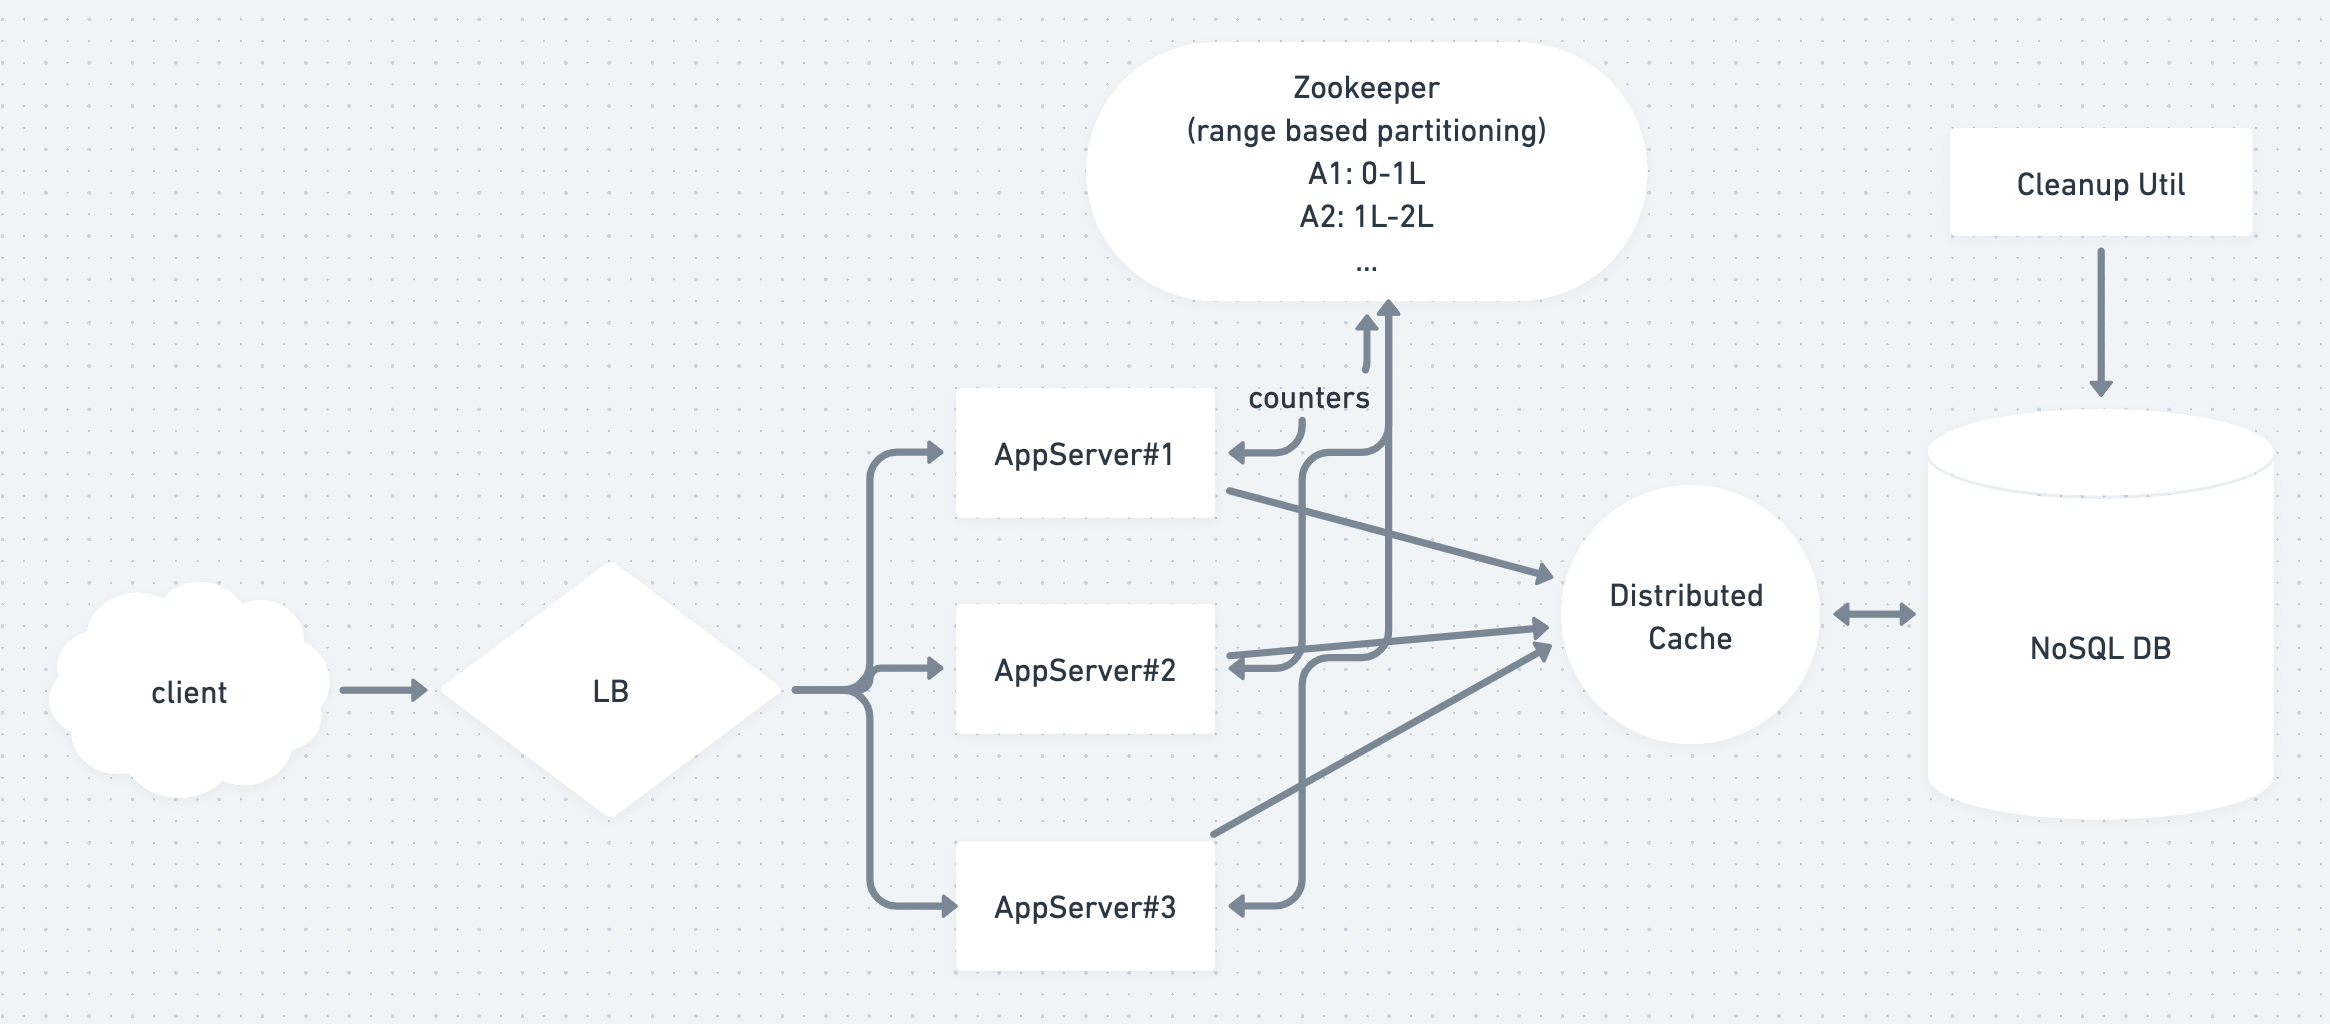 Zookeeper
(range based partitioning)
A1: 0-1L
A2: 1L-2L
...
Cleanup Util
counters
AppServer#1
Distributed
Cache
NoSQL DB
AppServer#2
client
LB
AppServer#3